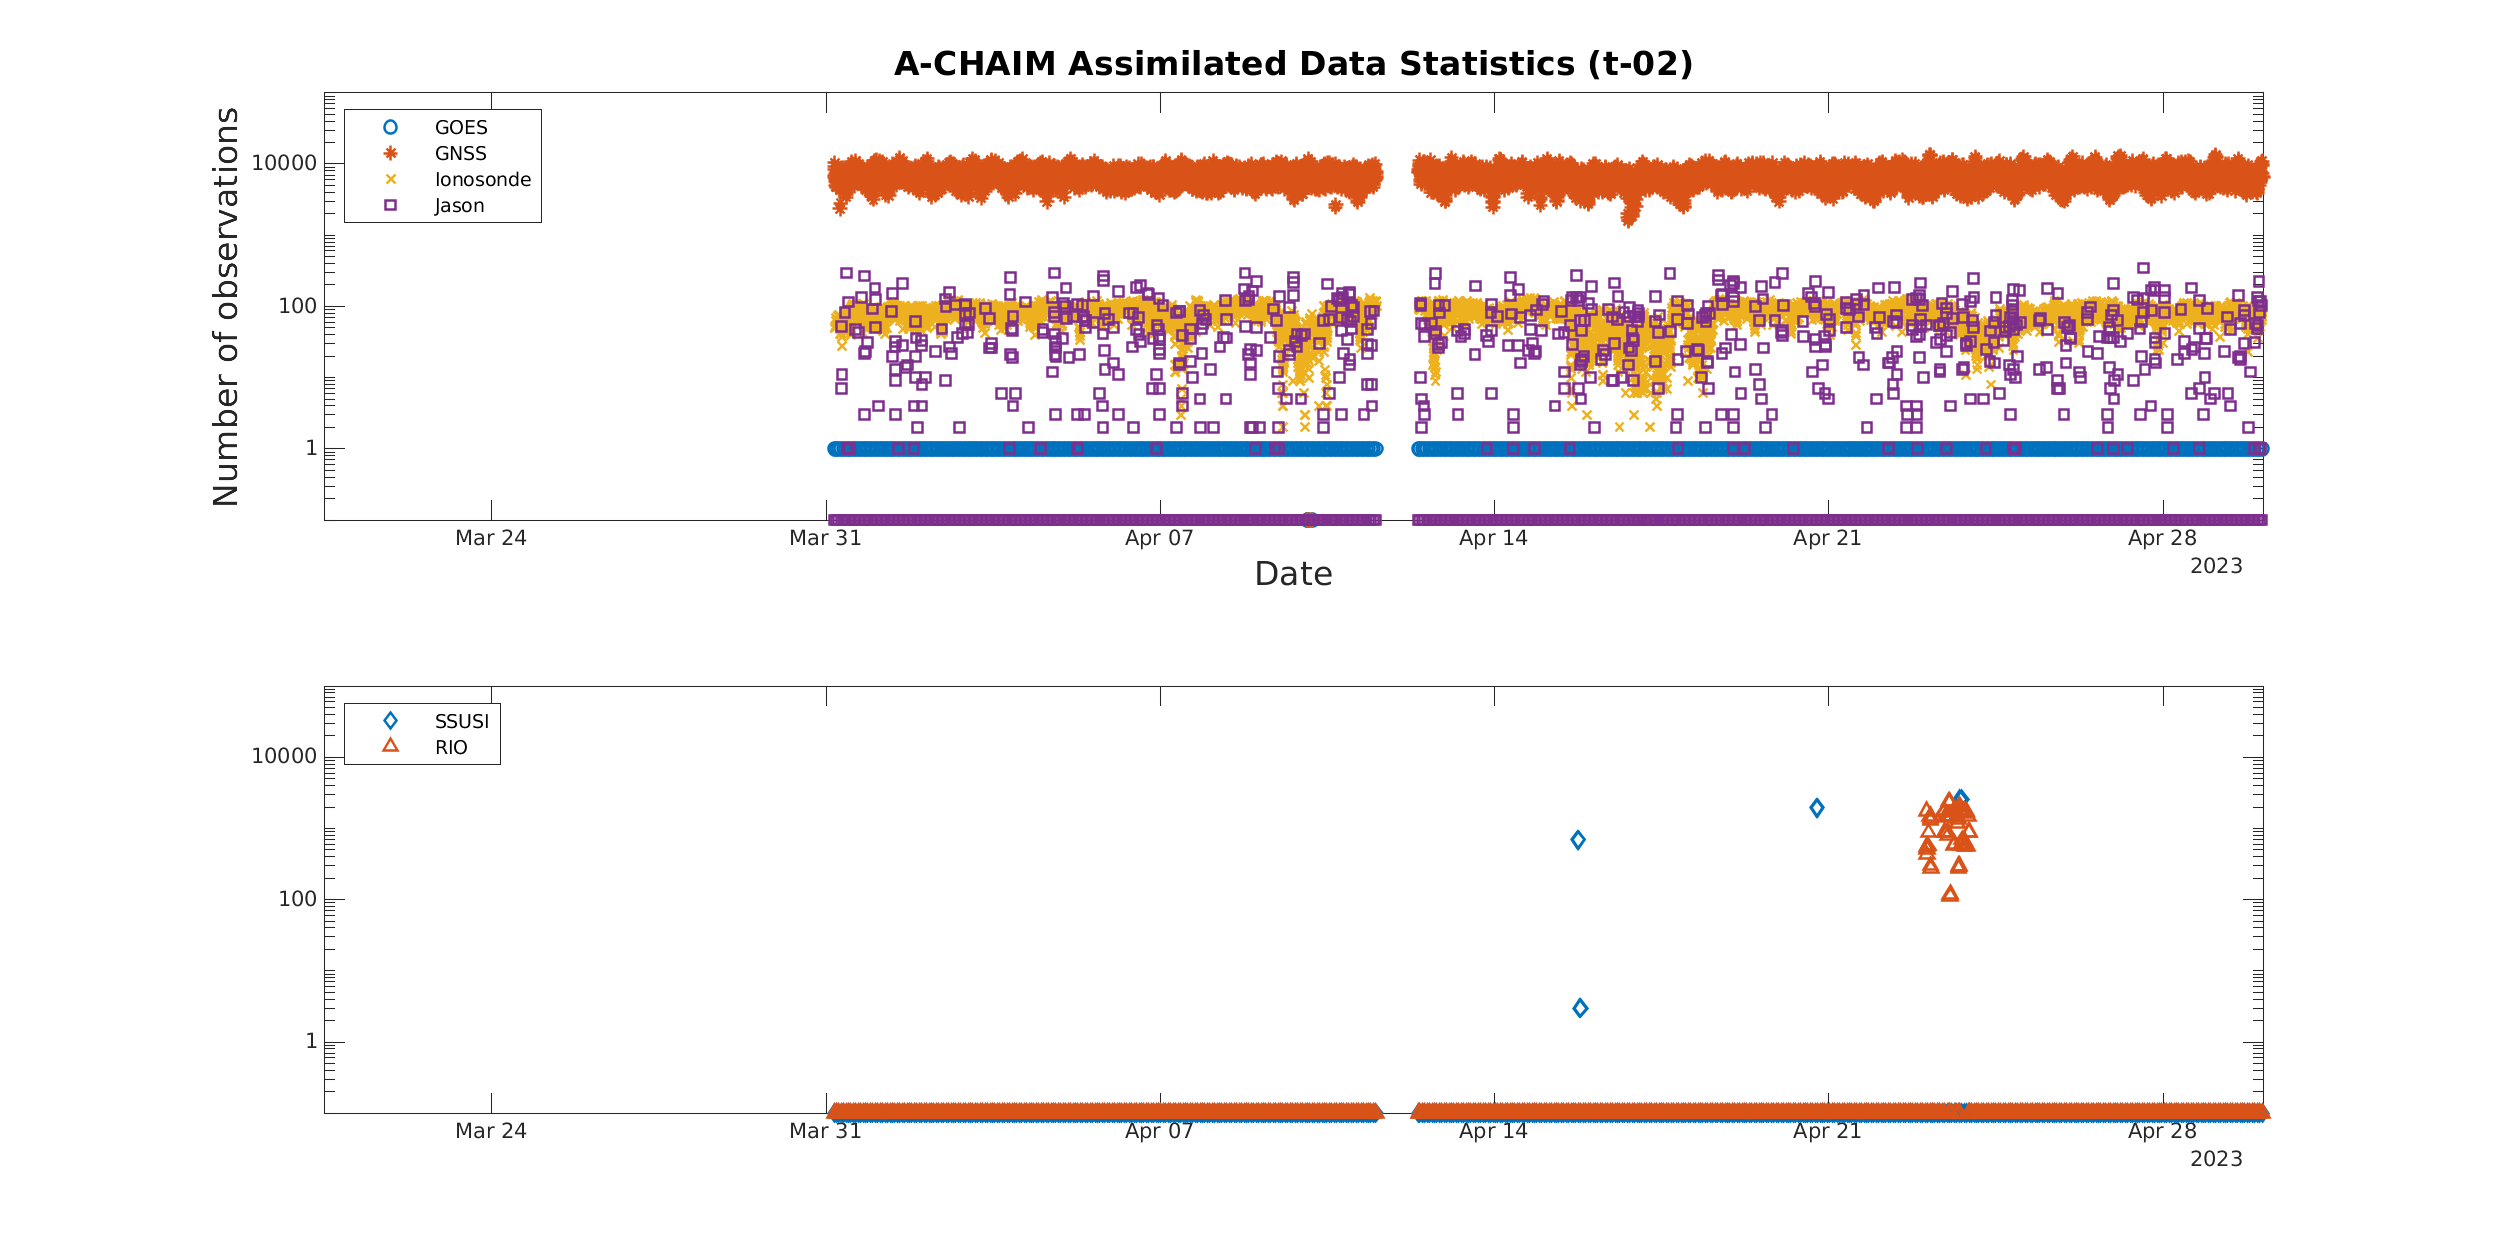 A-CHAIM Assimilated Data Statistics (t-02)
Number of observations
10000
100
1
GOES
GNSS
Ionosonde
Jason
Mar 24 Mar 31 Apr 07 Apr 14 Apr 21 Apr 28
2023
Date
10000
100
1
SSUSI
RIO
Mar 24 Mar 31 Apr 07 Apr 14 Apr 21 Apr 28
2023